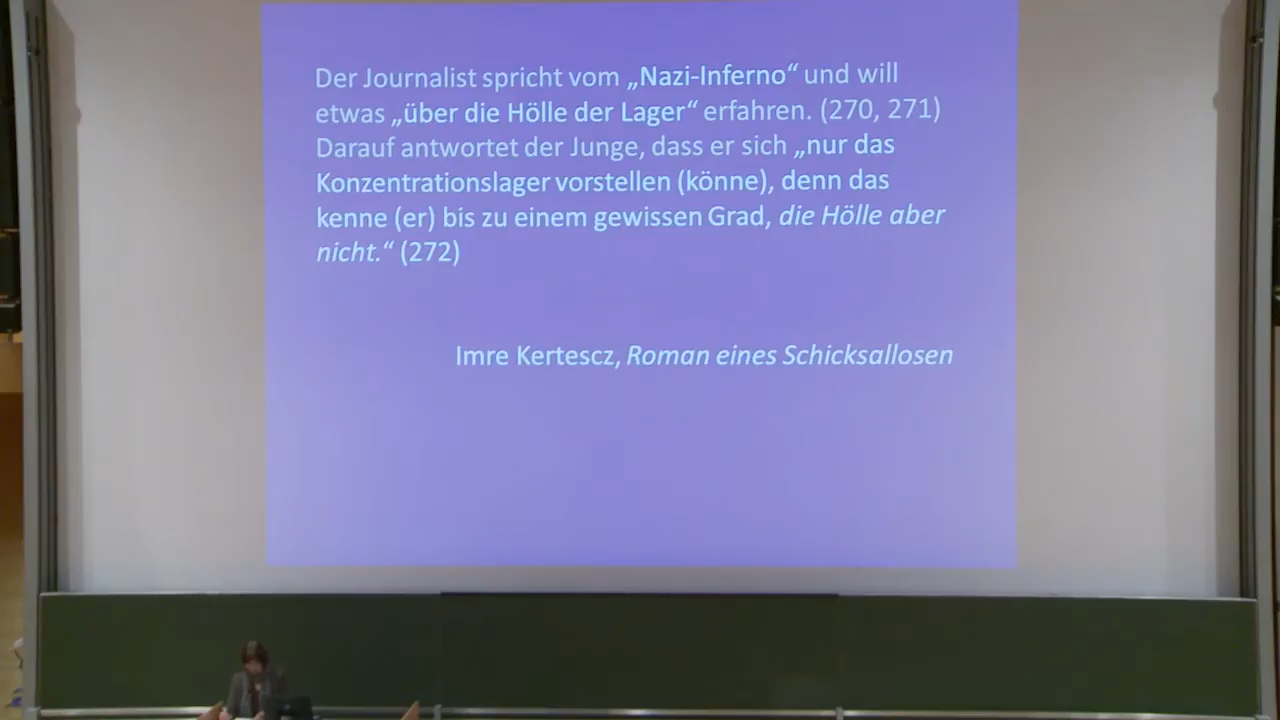 Der Journalist spricht vom „Nazi-Inferno“ und will
etwas „über die Hölle der Lager“ erfahren. (270, 271)
Darauf antwortet der Junge, dass er sich „nur das
Konzentrationslager vorstellen (könne), denn das
kenne (er) bis zu einem gewissen Grad, die Hölle aber
nicht.“ (272)
Imre Kertescz, Roman eines Schicksallosen